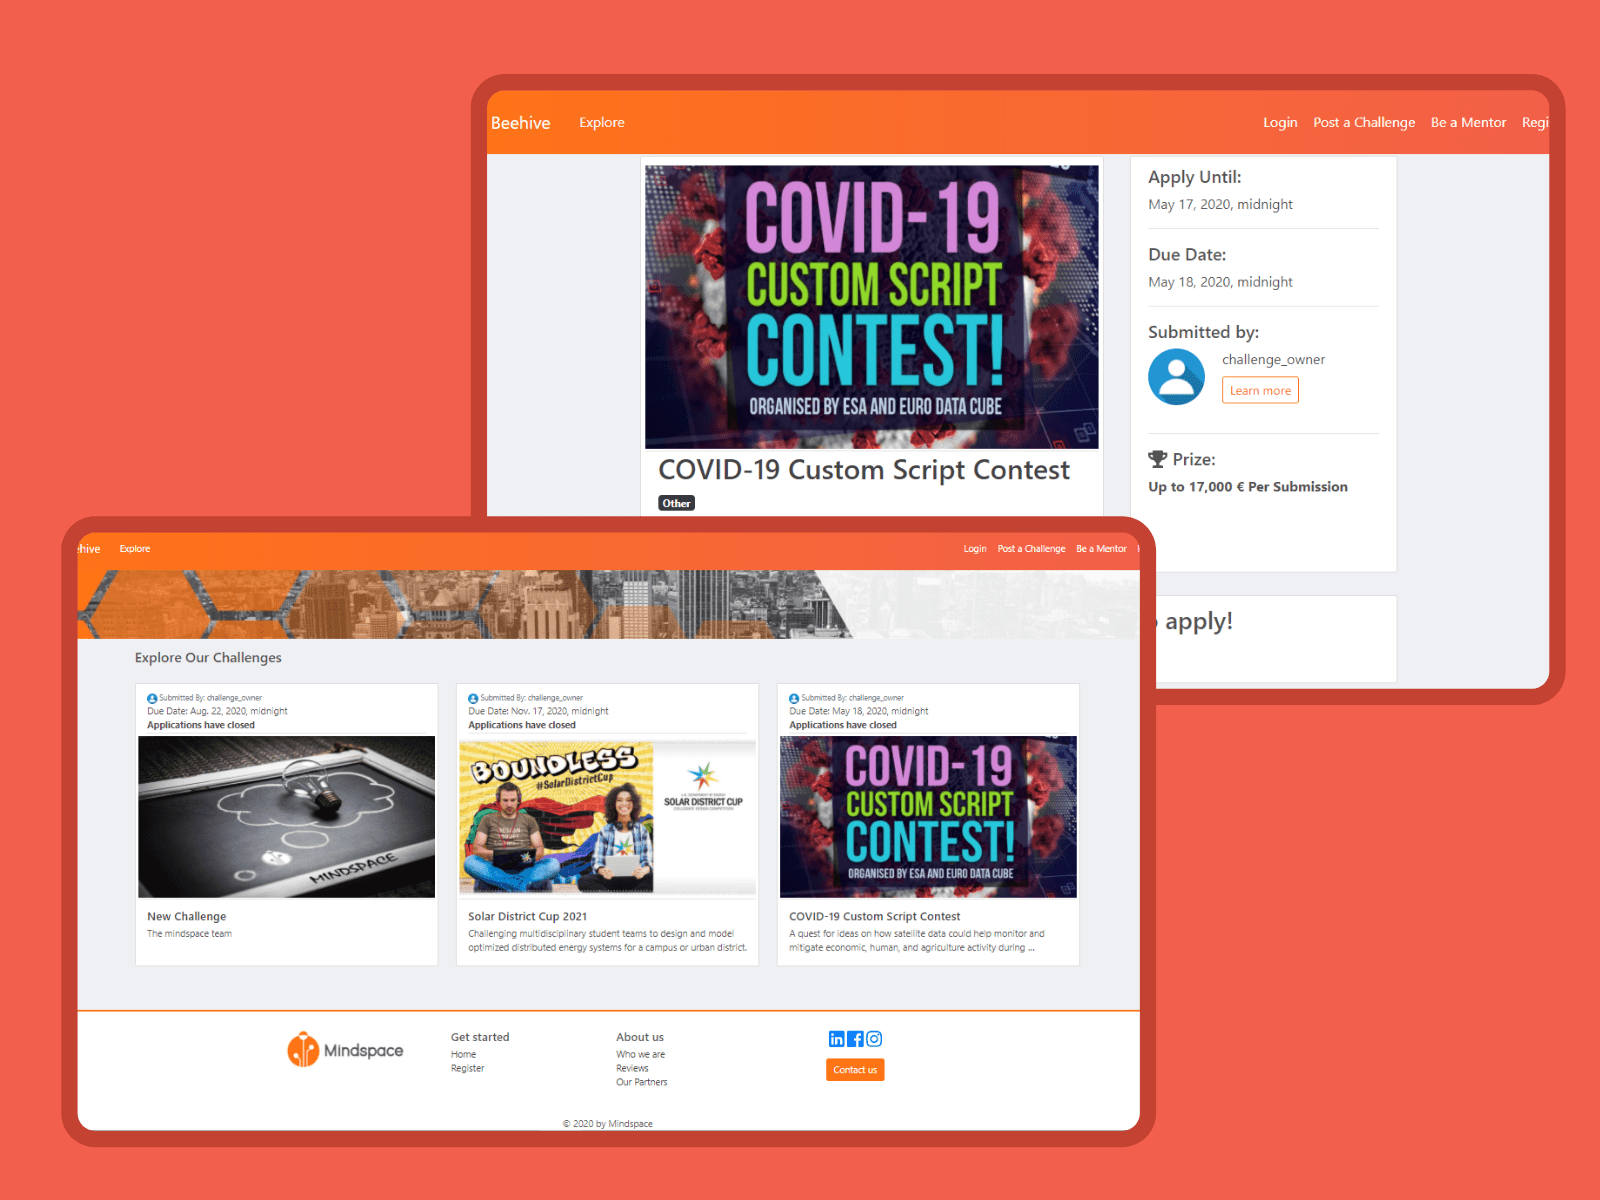 Beehive
Explore
Login
Post a Challenge
Be a Mentor
Regi
COVID-19
CUSTOM SCRIPT
CONTEST!
ORGANISED BY ESA AND EURO DATA CUBE
COVID-19 Custom Script Contest
Other
Apply Until:
May 17, 2020, midnight
Due Date:
May 18, 2020, midnight
Submitted by:
challenge_owner
Learn more
Prize:
Up to 17,000 € Per Submission
apply!
ehive
Explore
Login
Post a Challenge
Be a Mentor
Explore Our Challenges
Submitted By: challenge_owner
Due Date: Aug. 22, 2020, midnight
Applications have closed
MINDSPACE
New Challenge
The mindspace team
Submitted By: challenge_owner
Due Date: Nov. 17, 2020, midnight
Applications have closed
BOUNDLESS
#SolarDistrictCup
SOLAR DISTRICT CUP
Solar District Cup 2021
Challenging multidisciplinary student teams to design and model
optimized distributed energy systems for a campus or urban district.
Submitted By: challenge_owner
Due Date: May 18, 2020, midnight
Applications have closed
COVID-19
CUSTOM SCRIPT
CONTEST!
ORGANISED BY ESA AND EURO DATA CUBE
COVID-19 Custom Script Contest
A quest for ideas on how satellite data could help monitor and
mitigate economic, human, and agriculture activity during ...
Mindspace
Get started
Home
Register
About us
Who we are
Reviews
Our Partners
in
Contact us
© 2020 by Mindspace